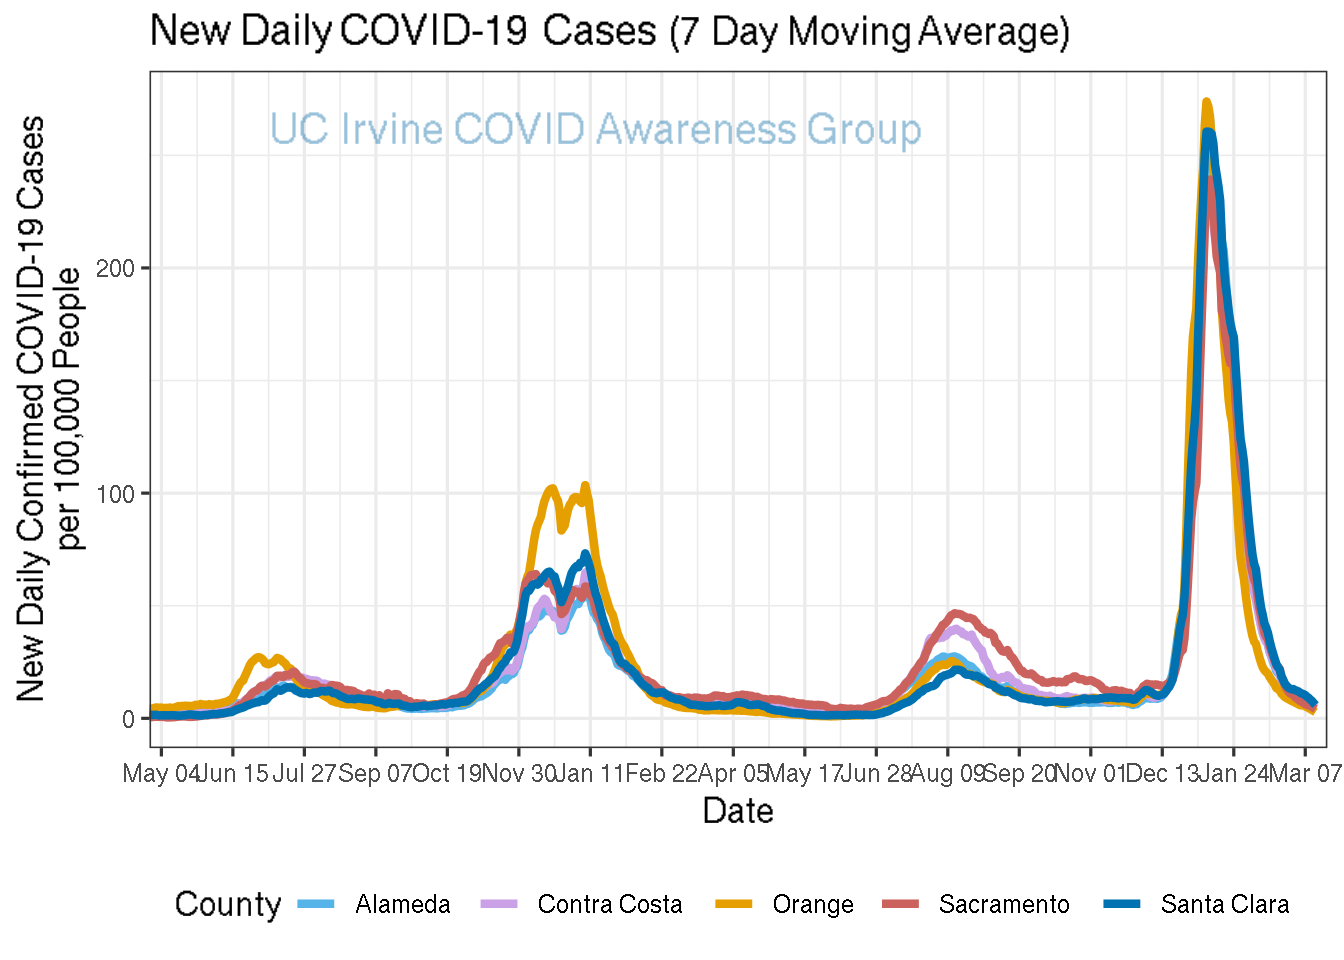 New Daily COVID-19 Cases (7 Day Moving Average)
UC Irvine COVID Awareness Group
New Daily Confirmed COVID-19 Cases
per 100,000 People
200
100
0
May 04 Jun 15 Jul 27 Sep 07 Oct 19 Nov 30 Jan 11 Feb 22 Apr 05 May 17 Jun 28 Aug 09 Sep 20 Nov 01 Dec 13 Jan 24 Mar 07
Date
County Alameda Contra Costa Orange Sacramento Santa Clara